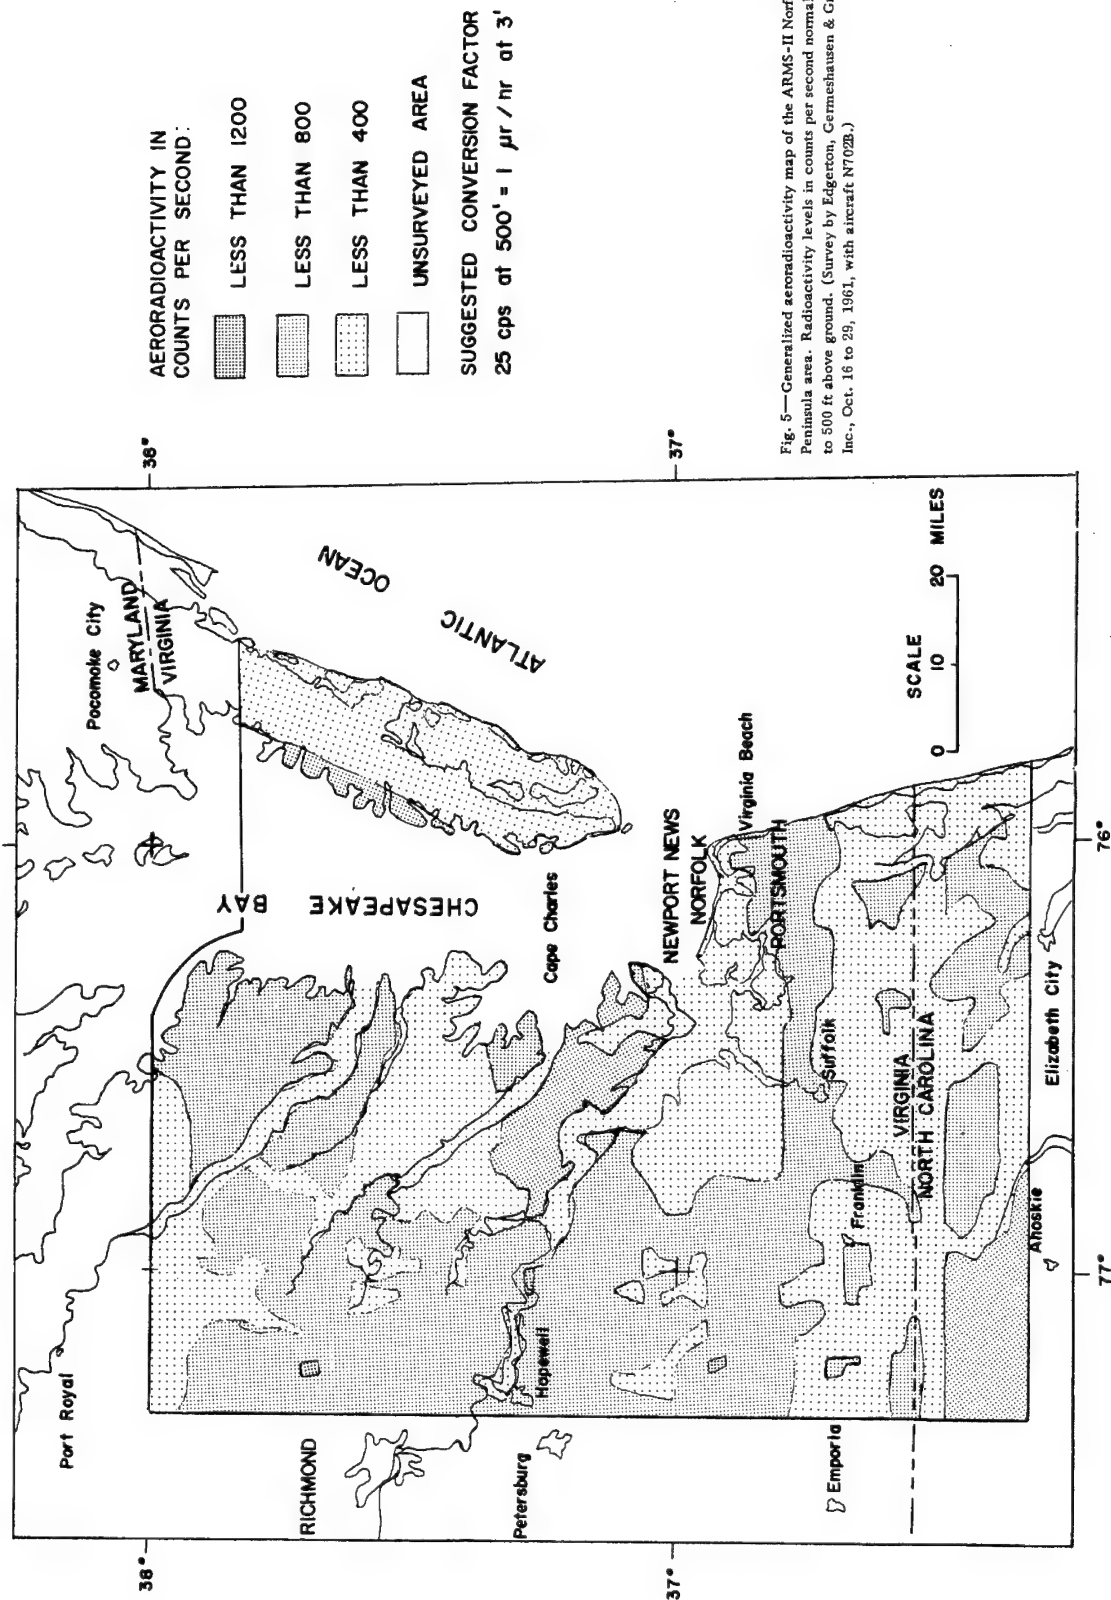 AERORADIOACTIVITY IN
COUNTS PER SECOND:
LESS THAN 1200
LESS THAN 800
LESS THAN 400
UNSURVEYED AREA
SUGGESTED CONVERSION FACTOR
25 cps at 500' = 1 μr/hr at 3'
Fig. 5—Generalized aeroradioactivity map of the ARMS-II Norf
Peninsula area. Radioactivity levels in counts per second normal
to 500 ft above ground. (Survey by Edgerton, Germeshausen & Gr
Inc., Oct. 16 to 29, 1961, with aircraft N702B.)
38°
37°
MARYLAND
VIRGINIA
Pocomoke City
ATLANTIC
OCEAN
CHESAPEAKE
BAY
Cape Charles
NEWPORT NEWS
NORFOLK
Virginia Beach
PORTSMOUTH
Suffolk
VIRGINIA
NORTH CAROLINA
Elizabeth City
Franklin
Ahoskie
Port Royal
RICHMOND
Hopewell
Petersburg
Emporia
SCALE
0 10 20 MILES
76°
77°
38°
37°